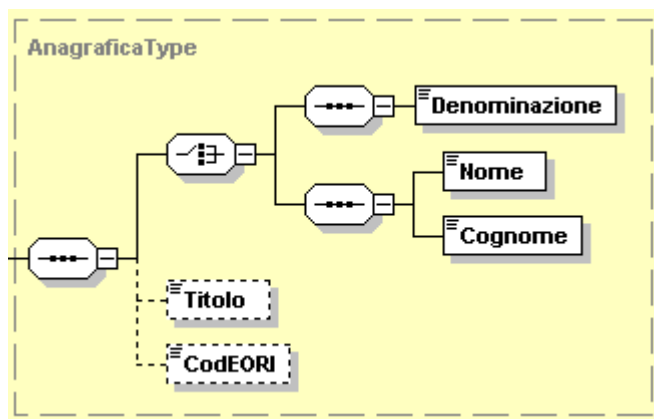 AnagraficaType
Denominazione
Nome
Cognome
Titolo
CodEORI